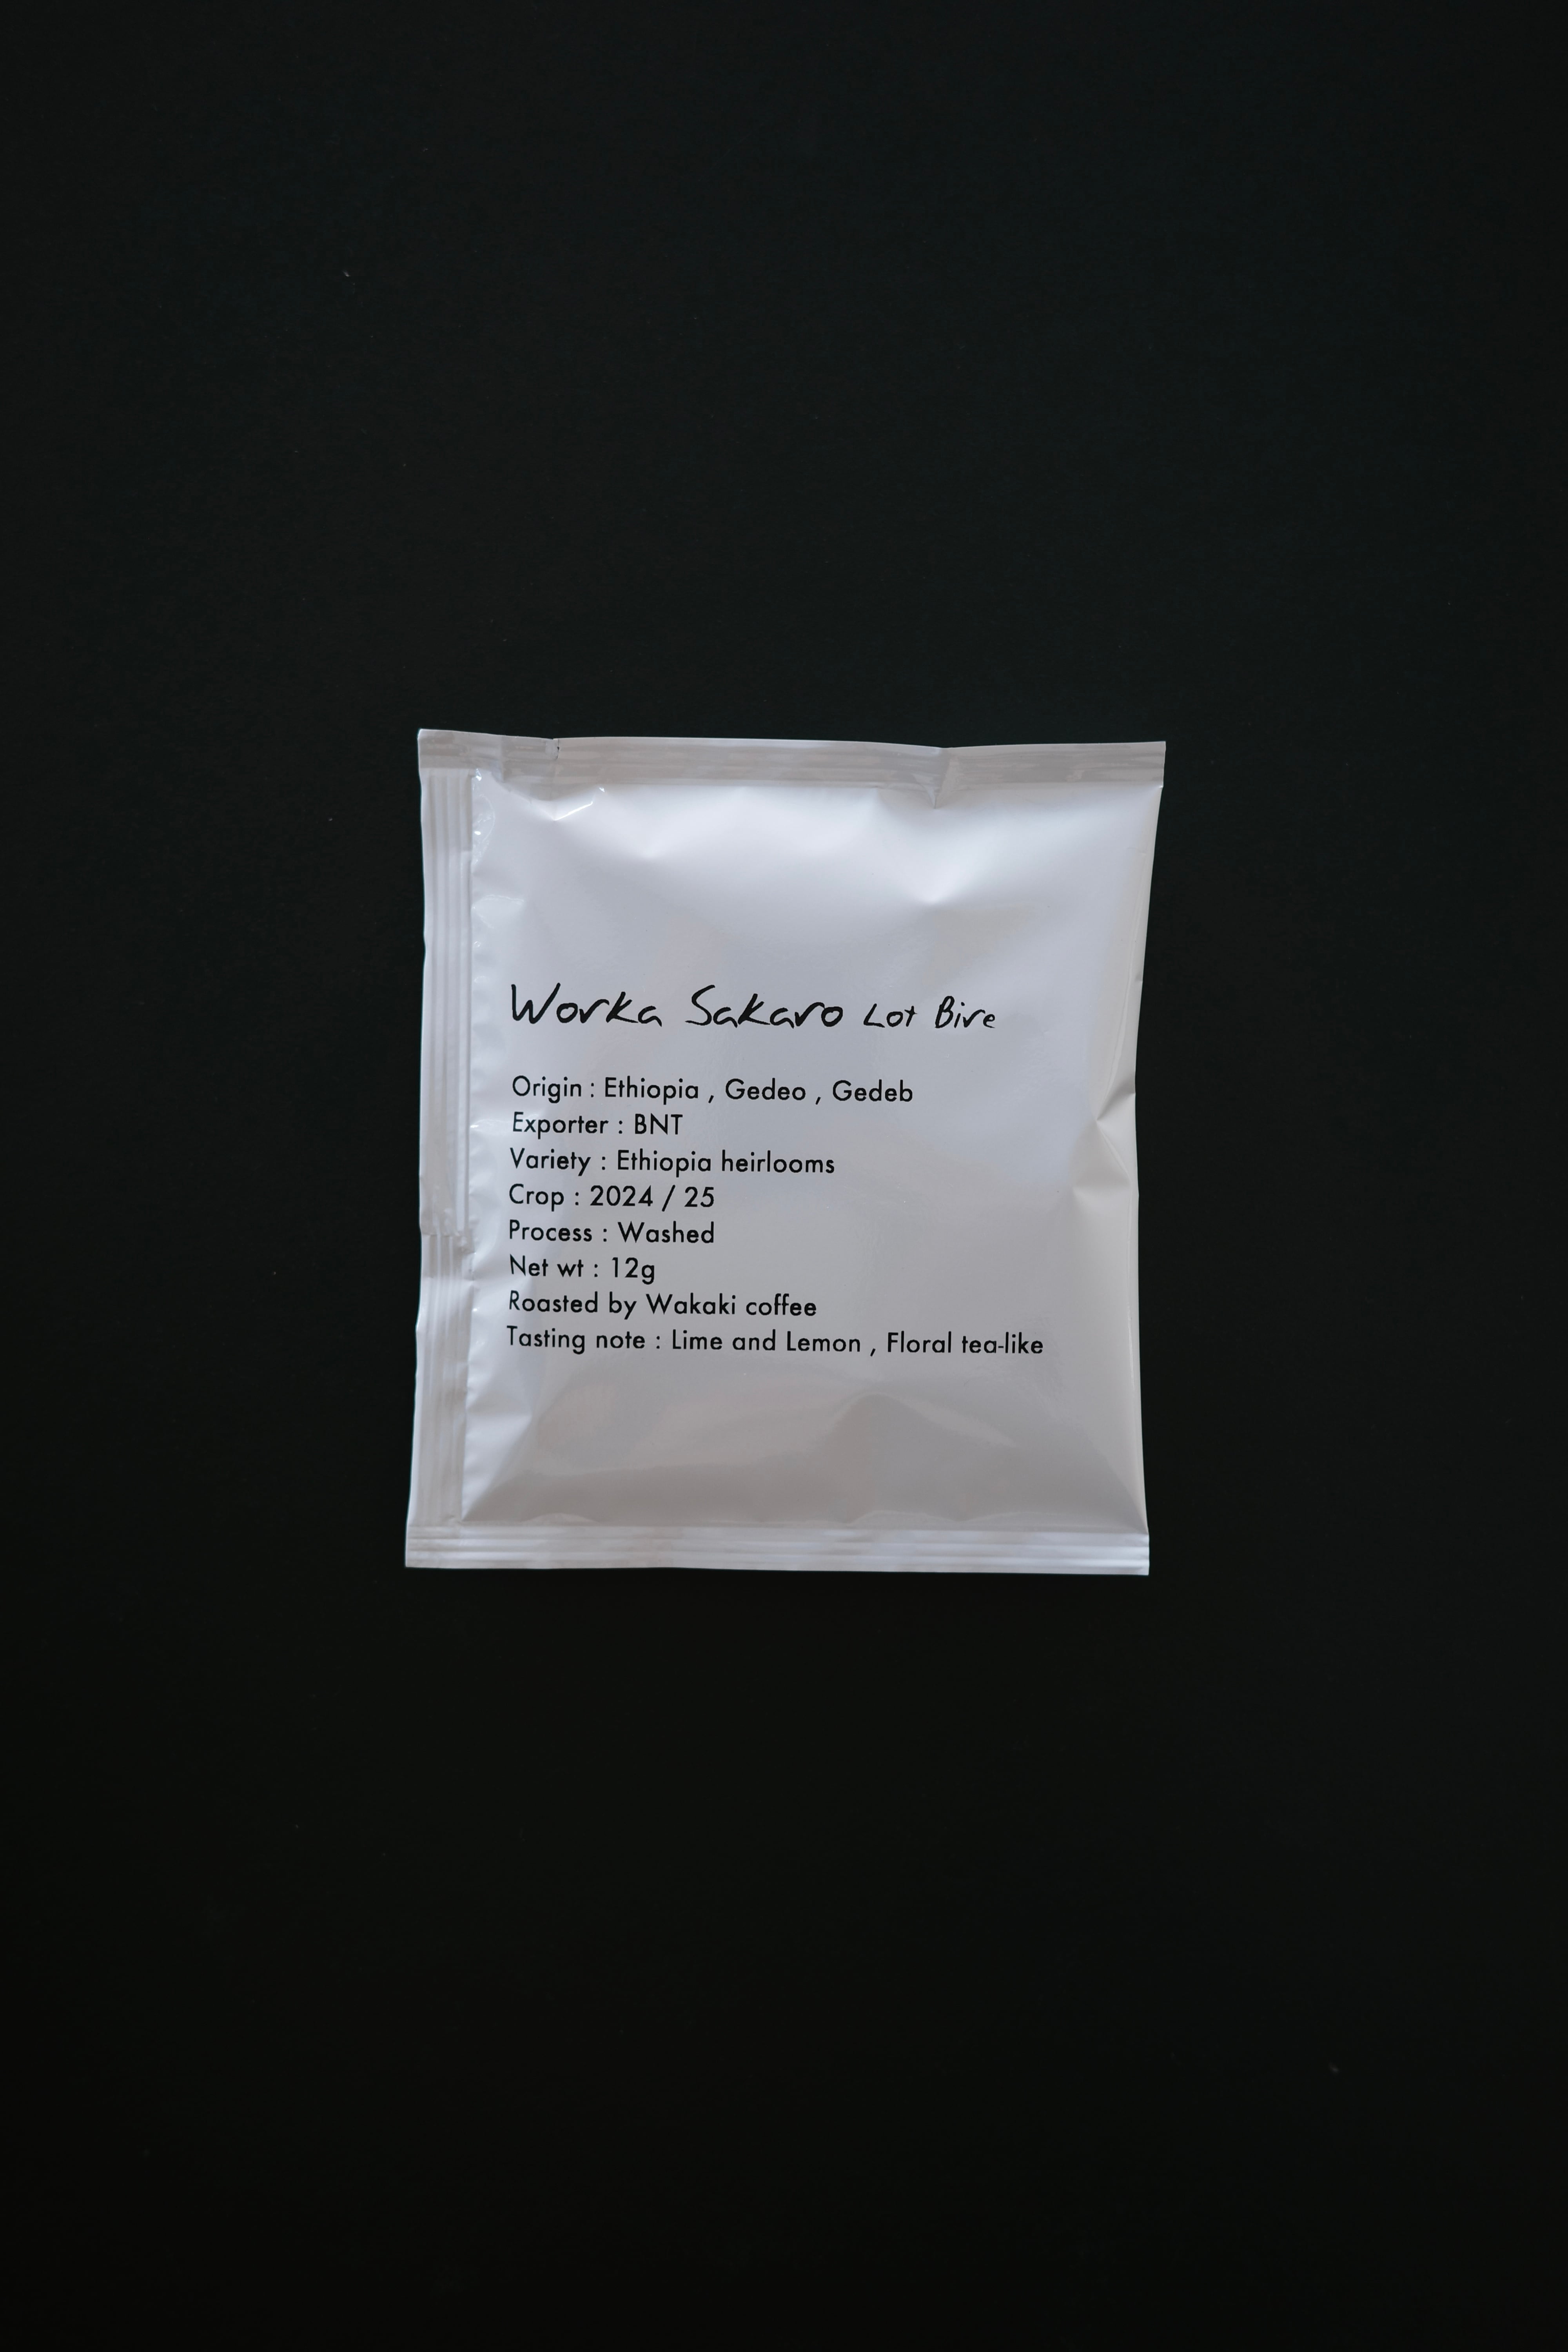 Worka Sakaro Lot Bire
Origin : Ethiopia , Gedeo , Gedeb
Exporter : BNT
Variety : Ethiopia heirlooms
Crop : 2024 / 25
Process : Washed
Net wt : 12g
Roasted by Wakaki coffee
Tasting note : Lime and Lemon , Floral tea-like